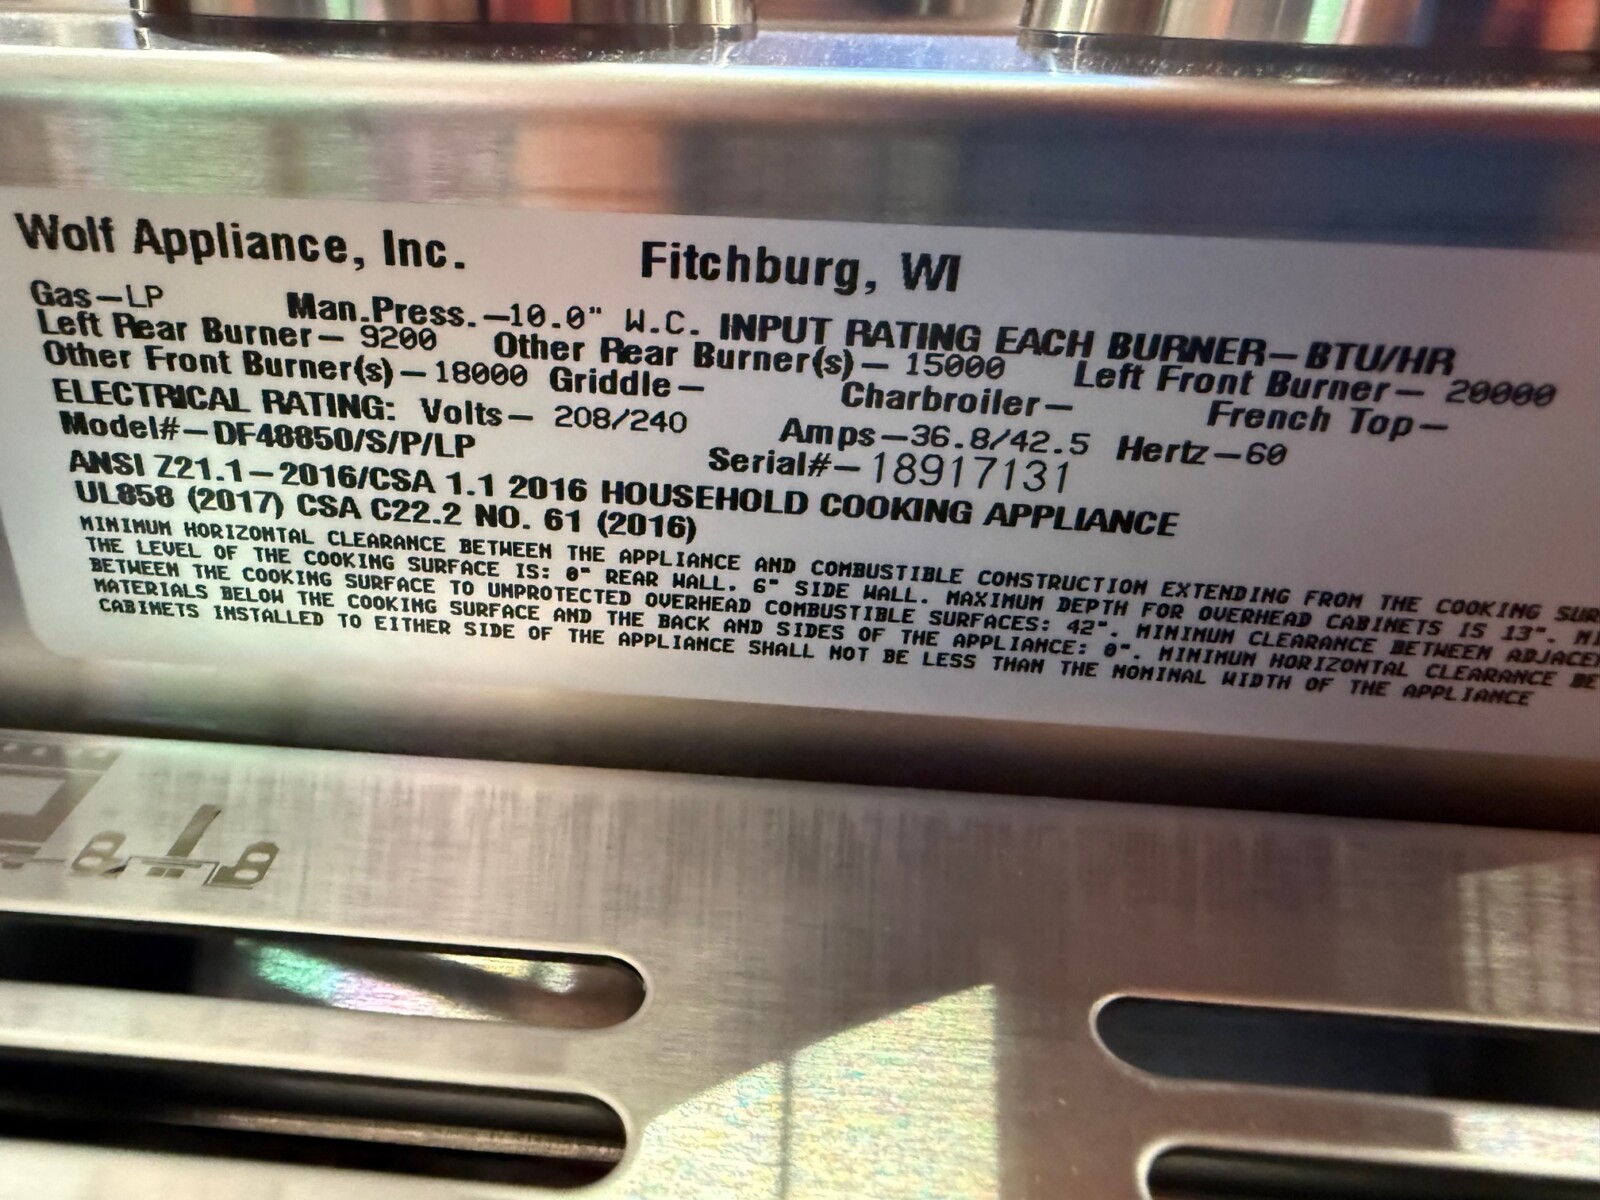 Wolf Appliance, Inc. Fitchburg, WI
Gas-LP Man.Press.-10.0" W.C. INPUT RATING EACH BURNER-BTU/HR
Left Rear Burner- 9200 Other Rear Burner(s)- 15000 Left Front Burner- 20000
Other Front Burner(s)-18000 Griddle- Charbroiler- French Top-
ELECTRICAL RATING: Volts- 208/240 Amps-36.8/42.5 Hertz-60
Model#-DF48850/S/P/LP Serial#-18917131
ANSI Z21.1-2016/CSA 1.1 2016 HOUSEHOLD COOKING APPLIANCE
UL858 (2017) CSA C22.2 NO. 61 (2016)
MINIMUM HORIZONTAL CLEARANCE BETWEEN THE APPLIANCE AND COMBUSTIBLE CONSTRUCTION EXTENDING FROM THE COOKING
THE LEVEL OF THE COOKING SURFACE IS: 0" REAR WALL, 6" SIDE WALL. MAXIMUM DEPTH FOR OVERHEAD CABINETS IS 13".
BETWEEN THE COOKING SURFACE TO UNPROTECTED OVERHEAD COMBUSTIBLE SURFACES: 42". MINIMUM CLEARANCE BETWEEN
MATERIALS BELOW THE COOKING SURFACE AND THE BACK AND SIDES OF THE APPLIANCE: 0". MINIMUM HORIZONTAL CLEARANCE
CABINETS INSTALLED TO EITHER SIDE OF THE APPLIANCE SHALL NOT BE LESS THAN THE NOMINAL WIDTH OF THE APPLIANCE